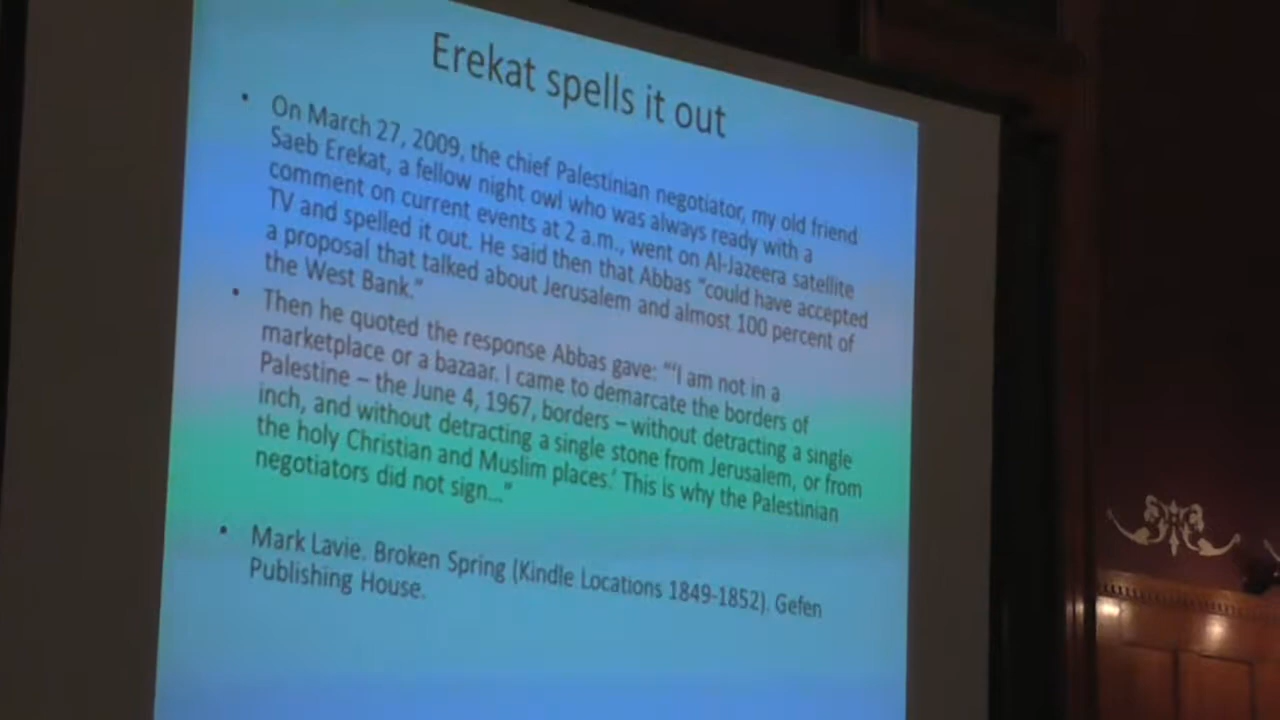 Erekat spells it out
• On March 27, 2009, the chief Palestinian negotiator, my old friend
Saeb Erekat, a fellow night owl who was always ready with a
comment on current events at 2 a.m., went on Al-Jazeera satellite
TV and spelled it out. He said then that Abbas “could have accepted
a proposal that talked about Jerusalem and almost 100 percent of
the West Bank.”
• Then he quoted the response Abbas gave: “‘I am not in a
marketplace or a bazaar. I came to demarcate the borders of
Palestine – the June 4, 1967, borders – without detracting a single
inch, and without detracting a single stone from Jerusalem, or from
the holy Christian and Muslim places.’ This is why the Palestinian
negotiators did not sign...”
• Mark Lavie. Broken Spring (Kindle Locations 1849-1852). Gefen
Publishing House.